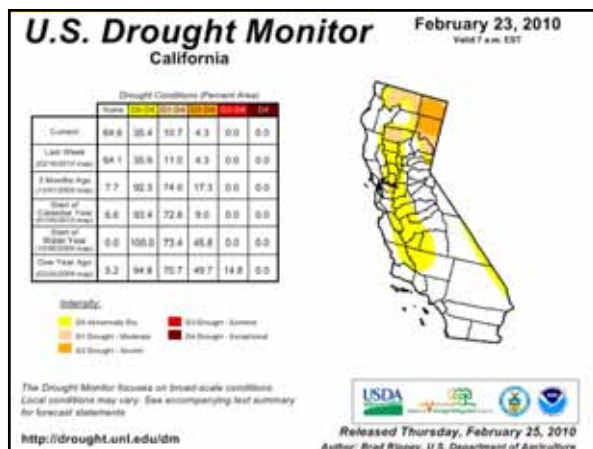 U.S. Drought Monitor
California
February 23, 2010
Valid 7 a.m. EST
Drought Conditions (Percent Area)
None D0-D4 D1-D4 D2-D4 D3-D4 D4
Current 64.6 35.4 10.7 4.3 0.0 0.0
Last Week 64.1 35.9 11.0 4.3 0.0 0.0
3 Months Ago 7.7 92.3 74.0 17.3 0.0 0.0
Start of
Calendar Year 6.6 93.4 72.6 9.0 0.0 0.0
Start of
Water Year 0.0 100.0 73.4 45.8 0.0 0.0
One Year Ago 94.8 49.7 14.8 0.0
Intensity:
D0 Abnormally Dry
D1 Drought - Moderate
D2 Drought - Severe
D3 Drought - Extreme
D4 Drought - Exceptional
The Drought Monitor focuses on broad-scale conditions.
Local conditions may vary. See accompanying text summary
for forecast statements
http://drought.unl.edu/dm
USDA
Released Thursday, February 25, 2010
Author: Brad Rippey, U.S. Department of Agriculture